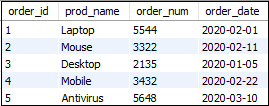 order_id prod_name order_num order_date
1 Laptop 5544 2020-02-01
2 Mouse 3322 2020-02-11
3 Desktop 2135 2020-01-05
4 Mobile 3432 2020-02-22
5 Antivirus 5648 2020-03-10